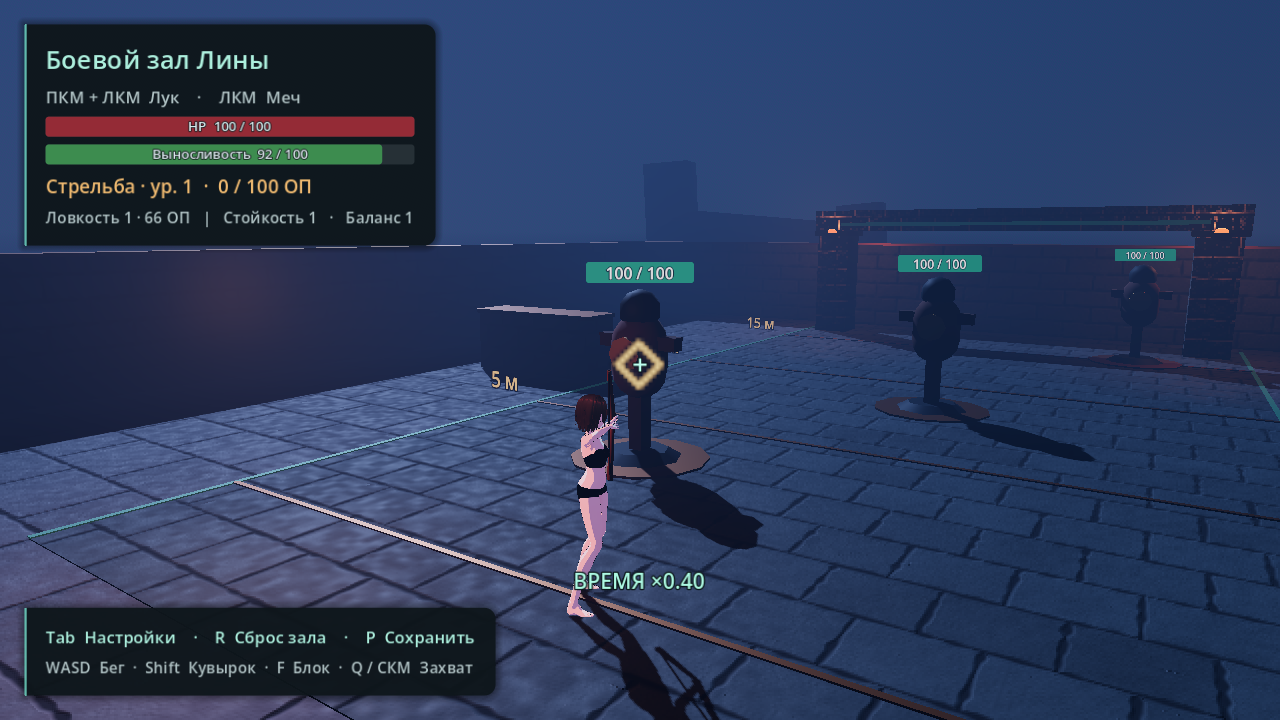 Боевой зал Лины
ПКМ + ЛКМ Лук · ЛКМ Меч
HP 100 / 100
Выносливость 92 / 100
Стрельба · ур. 1 · 0 / 100 ОП
Ловкость 1 · 66 ОП | Стойкость 1 · Баланс 1
100 / 100
100 / 100
100 / 100
15 м
5 м
ВРЕМЯ ×0.40
Tab Настройки · R Сброс зала · P Сохранить
WASD Бег · Shift Кувырок · F Блок · Q / СКМ Захват